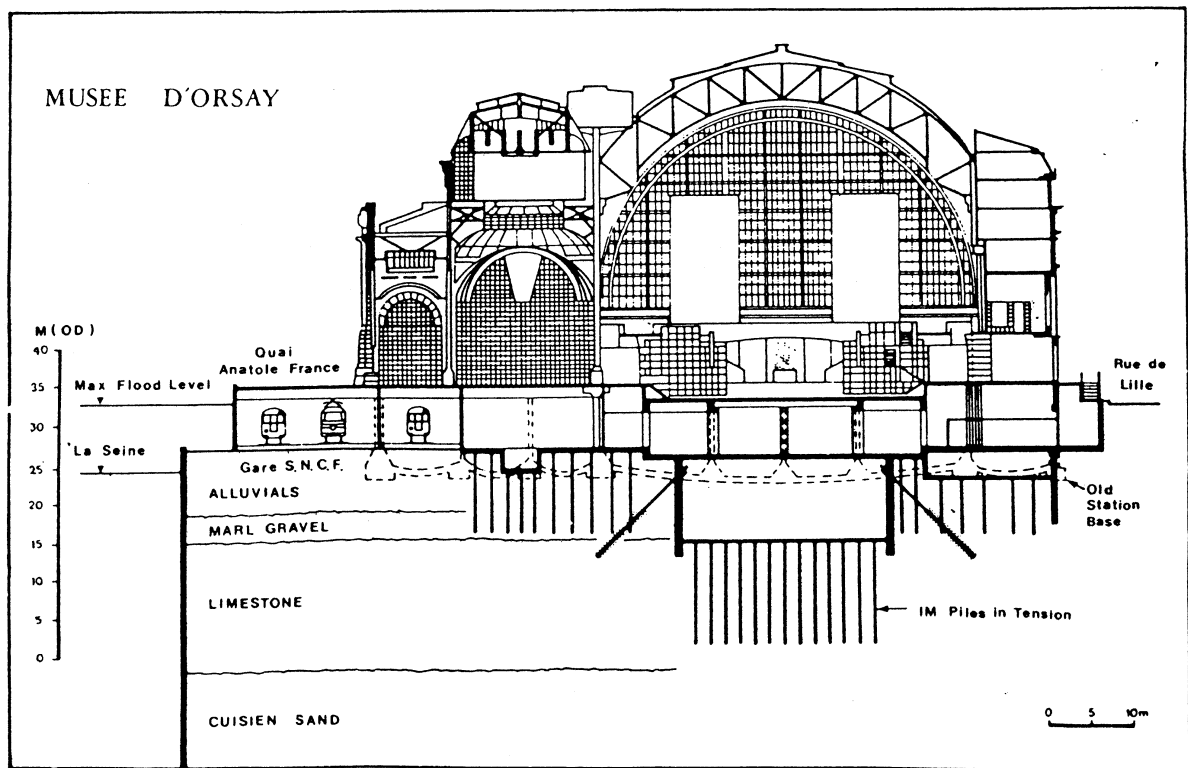 MUSEE D'ORSAY
M(OD)
40
35
30
25
20
15
10
5
0
Quai
Anatole France
Max Flood Level
La Seine
Gare S.N.C.F.
ALLUVIALS
MARL GRAVEL
LIMESTONE
CUISIEN SAND
Rue de
Lille
Old
Station
Base
IM Piles in Tension
0 5 10m